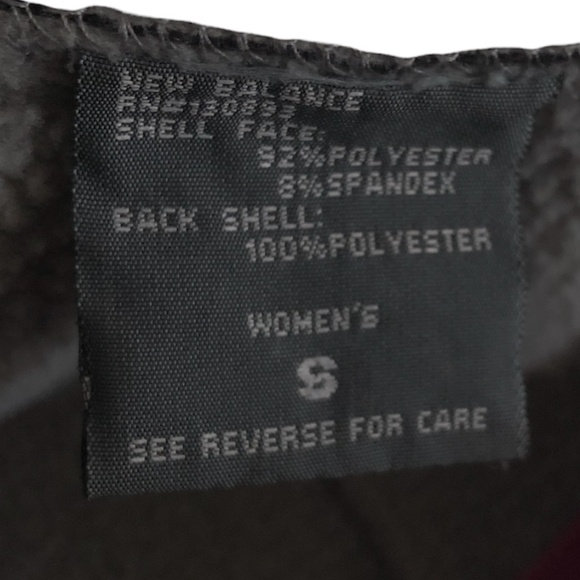 NEW BALANCE
SHELL FACE:
92%POLYESTER
8%SPANDEX
BACK SHELL:
100%POLYESTER
WOMEN'S
S
SEE REVERSE FOR CARE